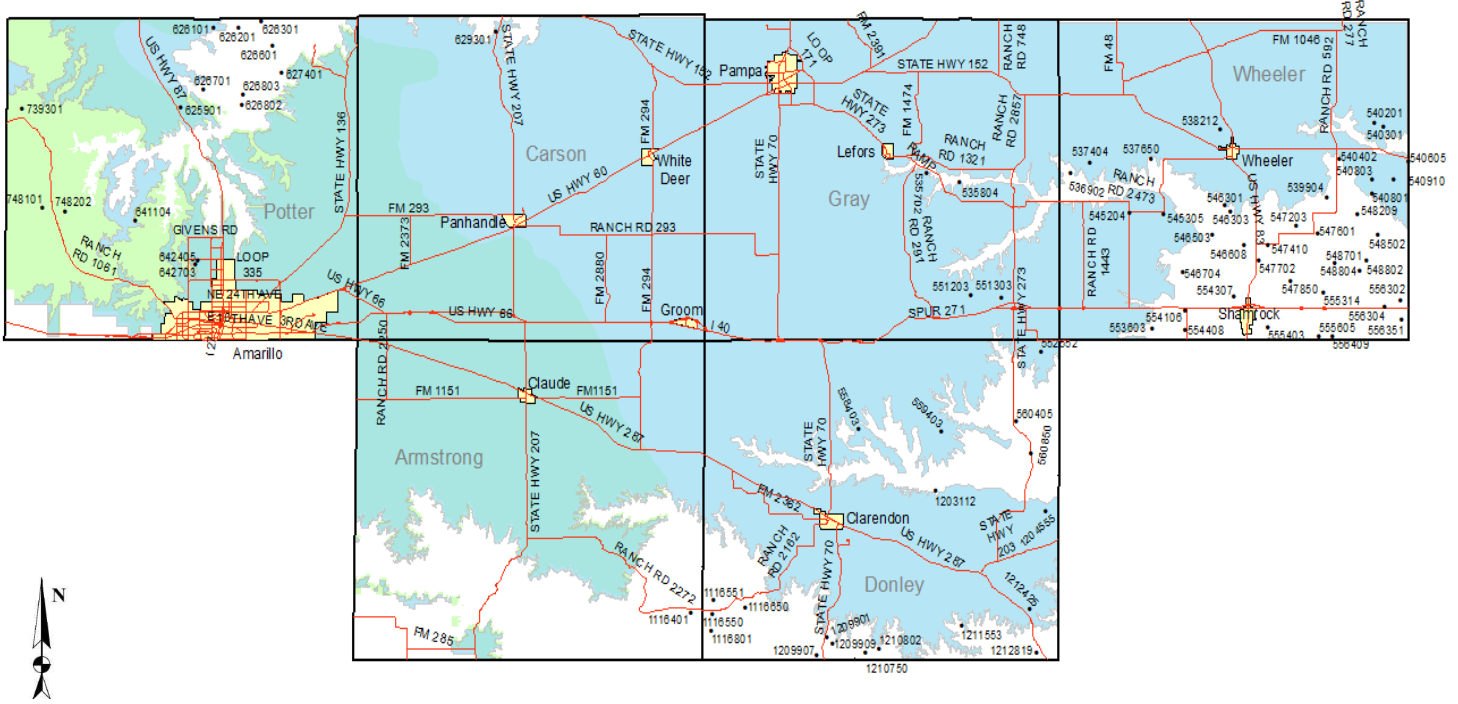 626101
626301
626201
626601
627401
626701
626803
626802
625901
739301
US HWY 87
STATE HWY 136
748101
748202
641104
Potter
GIVENS RD
RANCH
RD 1061
642405
642703
LOOP
335
NE 24TH AVE
3RD AVE
Amarillo
629301
STATE HWY 207
STATE HWY 152
FM 294
Carson
White
Deer
US HWY 60
FM 293
Panhandle
FM 2373
RANCH RD 293
FM 2880
FM 294
US HWY 66
US HWY 66
Groom
I 40
Pampa
LOOP
171
FM 2391
STATE HWY 152
RANCH
RD 748
STATE
HWY 273
FM 1474
RANCH
RD 2857
STATE
HWY 70
Lefors
RAMP
RANCH
RD 1321
535702
535804
Gray
RANCH
RD 291
551203
551303
SPUR 271
STATE HWY 273
FM 48
RANCH
RD 277
FM 1046
RANCH RD 592
Wheeler
540201
540301
538212
537404
537650
Wheeler
540402
540605
540803
540910
536902
RANCH
RD 2473
539904
540801
548209
545204
545305
546301
546303
547203
547601
548502
546503
US HWY 83
547410
546608
548701
548802
548804
547702
546704
RANCH RD
1443
547850
554307
555314
556302
554106
Shamrock
556304
556351
553603
554408
555403
555605
556409
552552
RANCH RD 2250
Claude
FM 1151
FM1151
US HWY 287
Armstrong
STATE HWY 207
RANCH RD 2272
FM 285
STATE
HWY 70
558403
559403
560405
560850
1203112
FM 2362
Clarendon
RANCH
RD 2162
US HWY 287
STATE
HWY
203
1204555
STATE HWY 70
Donley
1212425
1116551
1116650
1116401
1116550
1116801
1209901
1209907
1209909
1210802
1210750
1211553
1212819
N